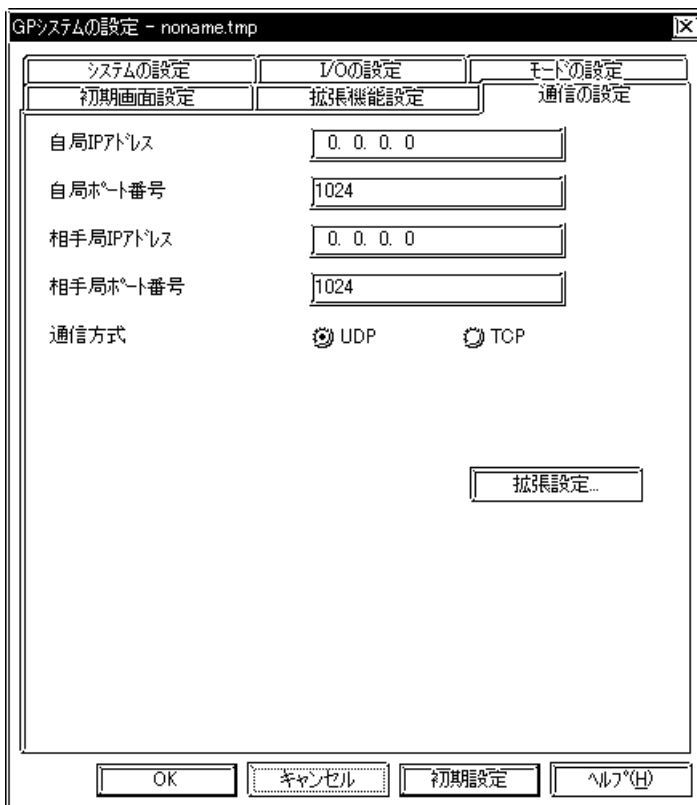 GPシステムの設定 - noname.tmp
システムの設定 I/Oの設定 モードの設定
初期画面設定 拡張機能設定 通信の設定
自局IPアドレス 0. 0. 0. 0
自局ポート番号 1024
相手局IPアドレス 0. 0. 0. 0
相手局ポート番号 1024
通信方式 UDP TCP
拡張設定...
OK キャンセル 初期設定 ヘルプ(H)